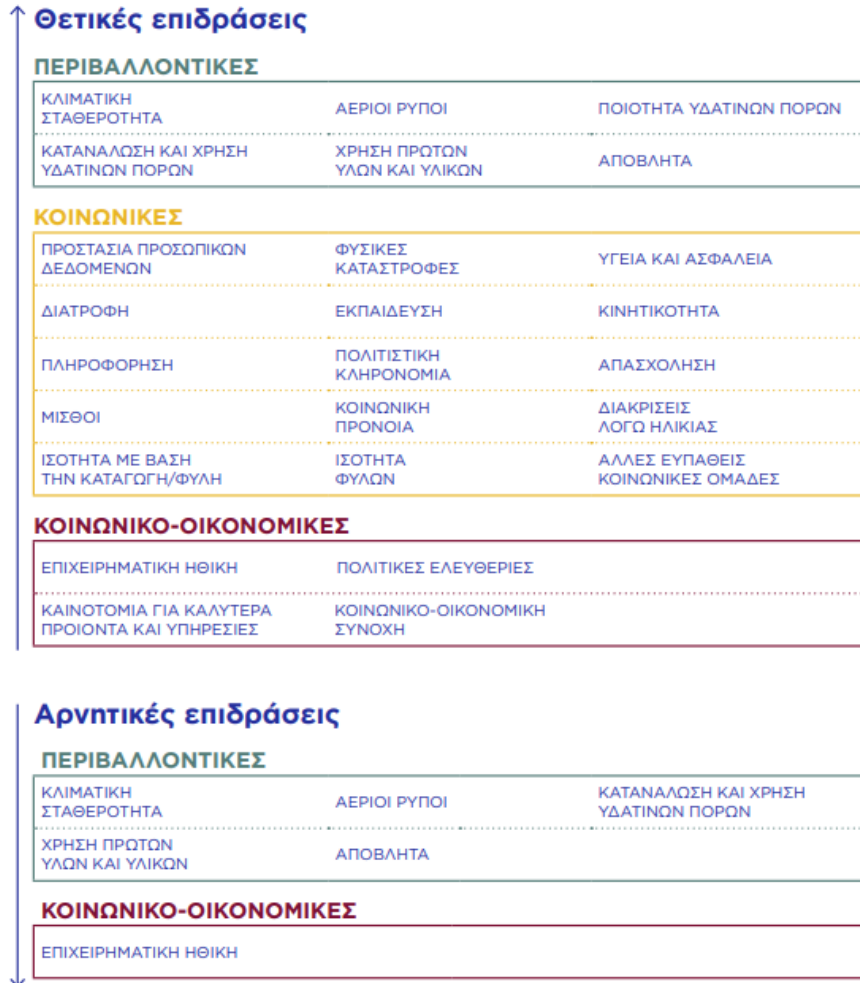 Θετικές επιδράσεις
ΠΕΡΙΒΑΛΛΟΝΤΙΚΕΣ
ΚΛΙΜΑΤΙΚΗ
ΣΤΑΘΕΡΟΤΗΤΑ
ΑΕΡΙΟΙ ΡΥΠΟΙ
ΠΟΙΟΤΗΤΑ ΥΔΑΤΙΝΩΝ ΠΟΡΩΝ
ΚΑΤΑΝΑΛΩΣΗ ΚΑΙ ΧΡΗΣΗ
ΥΔΑΤΙΝΩΝ ΠΟΡΩΝ
ΧΡΗΣΗ ΠΡΩΤΩΝ
ΥΛΩΝ ΚΑΙ ΥΛΙΚΩΝ
ΑΠΟΒΛΗΤΑ
ΚΟΙΝΩΝΙΚΕΣ
ΠΡΟΣΤΑΣΙΑ ΠΡΟΣΩΠΙΚΩΝ
ΔΕΔΟΜΕΝΩΝ
ΦΥΣΙΚΕΣ
ΚΑΤΑΣΤΡΟΦΕΣ
ΥΓΕΙΑ ΚΑΙ ΑΣΦΑΛΕΙΑ
ΔΙΑΤΡΟΦΗ
ΕΚΠΑΙΔΕΥΣΗ
ΚΙΝΗΤΙΚΟΤΗΤΑ
ΠΛΗΡΟΦΟΡΗΣΗ
ΠΟΛΙΤΙΣΤΙΚΗ
ΚΛΗΡΟΝΟΜΙΑ
ΑΠΑΣΧΟΛΗΣΗ
ΜΙΣΘΟΙ
ΚΟΙΝΩΝΙΚΗ
ΠΡΟΝΟΙΑ
ΔΙΑΚΡΙΣΕΙΣ
ΛΟΓΩ ΗΛΙΚΙΑΣ
ΙΣΟΤΗΤΑ ΜΕ ΒΑΣΗ
ΤΗΝ ΚΑΤΑΓΩΓΗ/ΦΥΛΗ
ΙΣΟΤΗΤΑ
ΦΥΛΩΝ
ΑΛΛΕΣ ΕΥΠΑΘΕΙΣ
ΚΟΙΝΩΝΙΚΕΣ ΟΜΑΔΕΣ
ΚΟΙΝΩΝΙΚΟ-ΟΙΚΟΝΟΜΙΚΕΣ
ΕΠΙΧΕΙΡΗΜΑΤΙΚΗ ΗΘΙΚΗ
ΠΟΛΙΤΙΚΕΣ ΕΛΕΥΘΕΡΙΕΣ
ΚΑΙΝΟΤΟΜΙΑ ΓΙΑ ΚΑΛΥΤΕΡΑ
ΠΡΟΙΟΝΤΑ ΚΑΙ ΥΠΗΡΕΣΙΕΣ
ΚΟΙΝΩΝΙΚΟ-ΟΙΚΟΝΟΜΙΚΗ
ΣΥΝΟΧΗ
Αρνητικές επιδράσεις
ΠΕΡΙΒΑΛΛΟΝΤΙΚΕΣ
ΚΛΙΜΑΤΙΚΗ
ΣΤΑΘΕΡΟΤΗΤΑ
ΑΕΡΙΟΙ ΡΥΠΟΙ
ΚΑΤΑΝΑΛΩΣΗ ΚΑΙ ΧΡΗΣΗ
ΥΔΑΤΙΝΩΝ ΠΟΡΩΝ
ΧΡΗΣΗ ΠΡΩΤΩΝ
ΥΛΩΝ ΚΑΙ ΥΛΙΚΩΝ
ΑΠΟΒΛΗΤΑ
ΚΟΙΝΩΝΙΚΟ-ΟΙΚΟΝΟΜΙΚΕΣ
ΕΠΙΧΕΙΡΗΜΑΤΙΚΗ ΗΘΙΚΗ